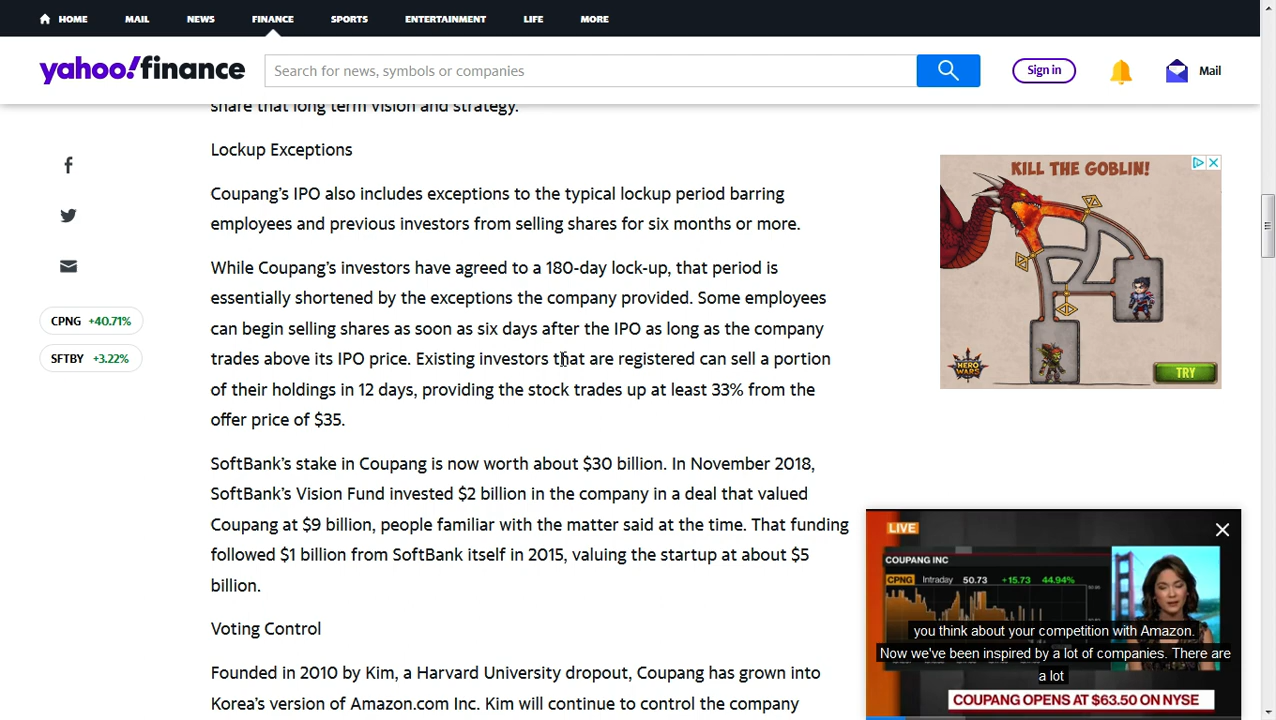 HOME
MAIL
NEWS
FINANCE
SPORTS
ENTERTAINMENT
LIFE
MORE
yahoo!finance
Search for news, symbols or companies
Sign in
Mail
share that long term vision and strategy.
Lockup Exceptions
Coupang's IPO also includes exceptions to the typical lockup period barring
employees and previous investors from selling shares for six months or more.
While Coupang's investors have agreed to a 180-day lock-up, that period is
essentially shortened by the exceptions the company provided. Some employees
can begin selling shares as soon as six days after the IPO as long as the company
trades above its IPO price. Existing investors that are registered can sell a portion
of their holdings in 12 days, providing the stock trades up at least 33% from the
offer price of $35.
SoftBank's stake in Coupang is now worth about $30 billion. In November 2018,
SoftBank's Vision Fund invested $2 billion in the company in a deal that valued
Coupang at $9 billion, people familiar with the matter said at the time. That funding
followed $1 billion from SoftBank itself in 2015, valuing the startup at about $5
billion.
Voting Control
Founded in 2010 by Kim, a Harvard University dropout, Coupang has grown into
Korea's version of Amazon.com Inc. Kim will continue to control the company
CPNG +40.71%
SFTBY +3.22%
KILL THE GOBLIN!
HERO
WARS
TRY
LIVE
COUPANG INC
CPNG Intraday 50.73 +15.73 44.94%
you think about your competition with Amazon.
Now we've been inspired by a lot of companies. There are
a lot
COUPANG OPENS AT $63.50 ON NYSE